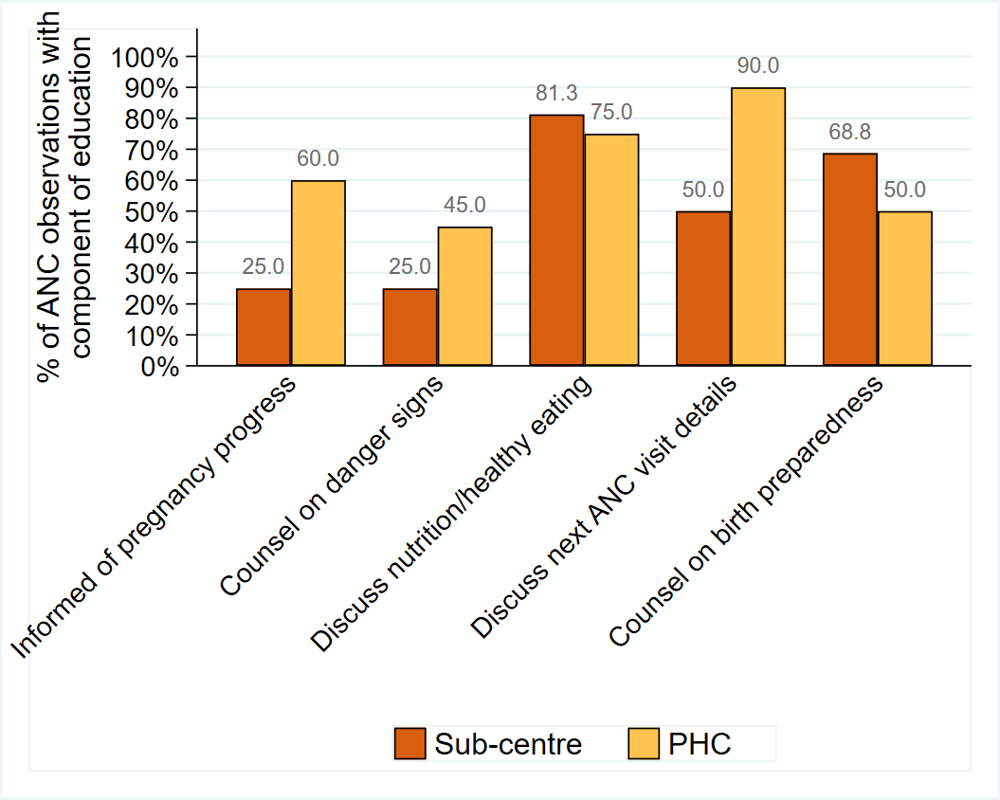 % of ANC observations with
component of education
100%
90%
80%
70%
60%
50%
40%
30%
20%
10%
0%
25.0
60.0
25.0
45.0
81.3
75.0
50.0
90.0
68.8
50.0
Informed of pregnancy progress
Counsel on danger signs
Discuss nutrition/healthy eating
Discuss next ANC visit details
Counsel on birth preparedness
Sub-centre
PHC